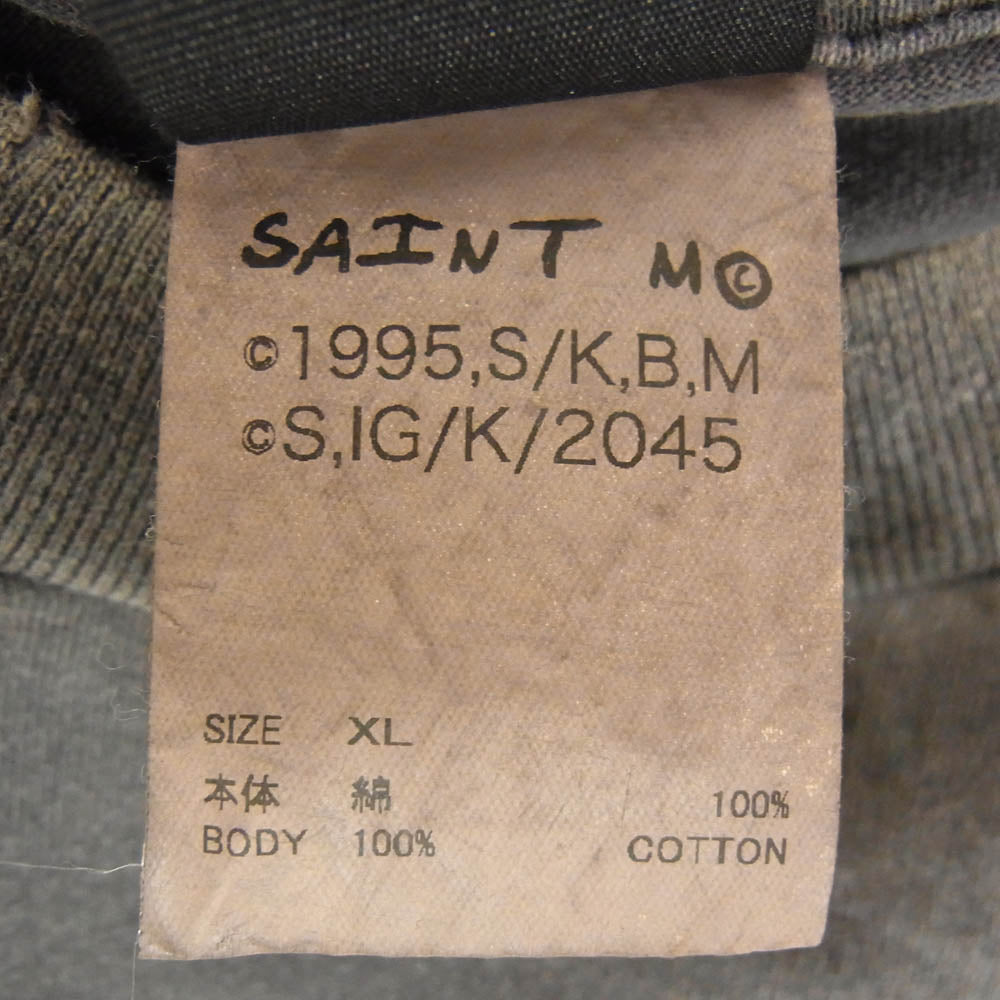 SAINT M©
©1995,S/K,B,M
©S,IG/K/2045
SIZE XL
本体 綿 100%
BODY 100% COTTON